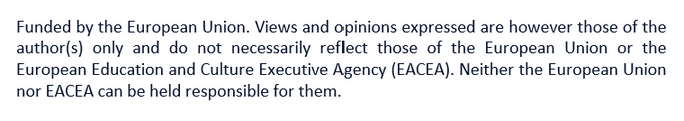 Funded by the European Union. Views and opinions expressed are however those of the
author(s) only and do not necessarily reflect those of the European Union or the
European Education and Culture Executive Agency (EACEA). Neither the European Union
nor EACEA can be held responsible for them.